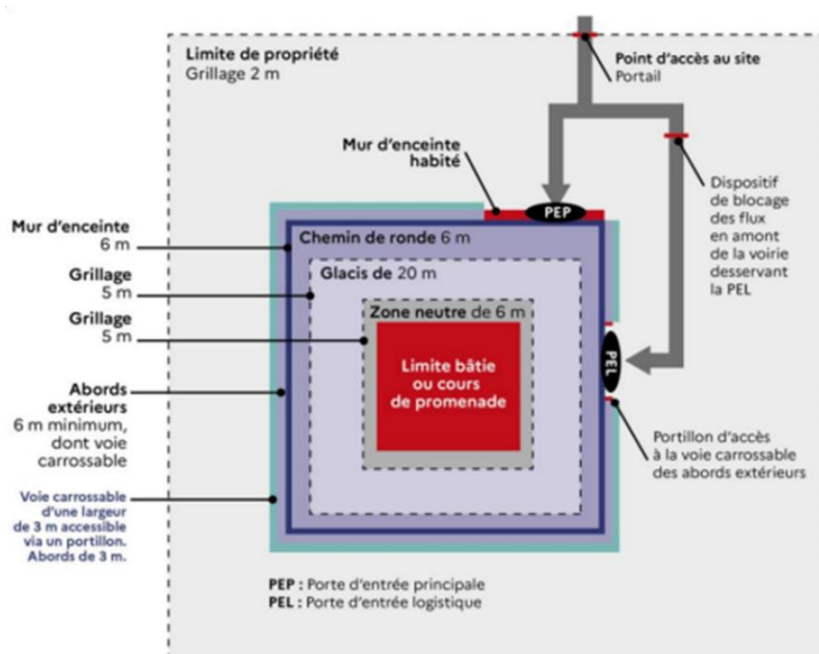 Limite de propriété
Grillage 2 m
Point d'accès au site
Portail
Mur d'enceinte
habité
PEP
Dispositif
de blocage
des flux
en amont
de la voirie
desservant
la PEL
Mur d'enceinte
6 m
Chemin de ronde 6 m
Grillage
5 m
Glacis de 20 m
Grillage
5 m
Zone neutre de 6 m
Limite bâtie
ou cours
de promenade
PEL
Abords
extérieurs
6 m minimum,
dont voie
carrossable
Portillon d'accès
à la voie carrossable
des abords extérieurs
Voie carrossable
d'une largeur
de 3 m accessible
via un portillon.
Abords de 3 m.
PEP : Porte d'entrée principale
PEL : Porte d'entrée logistique